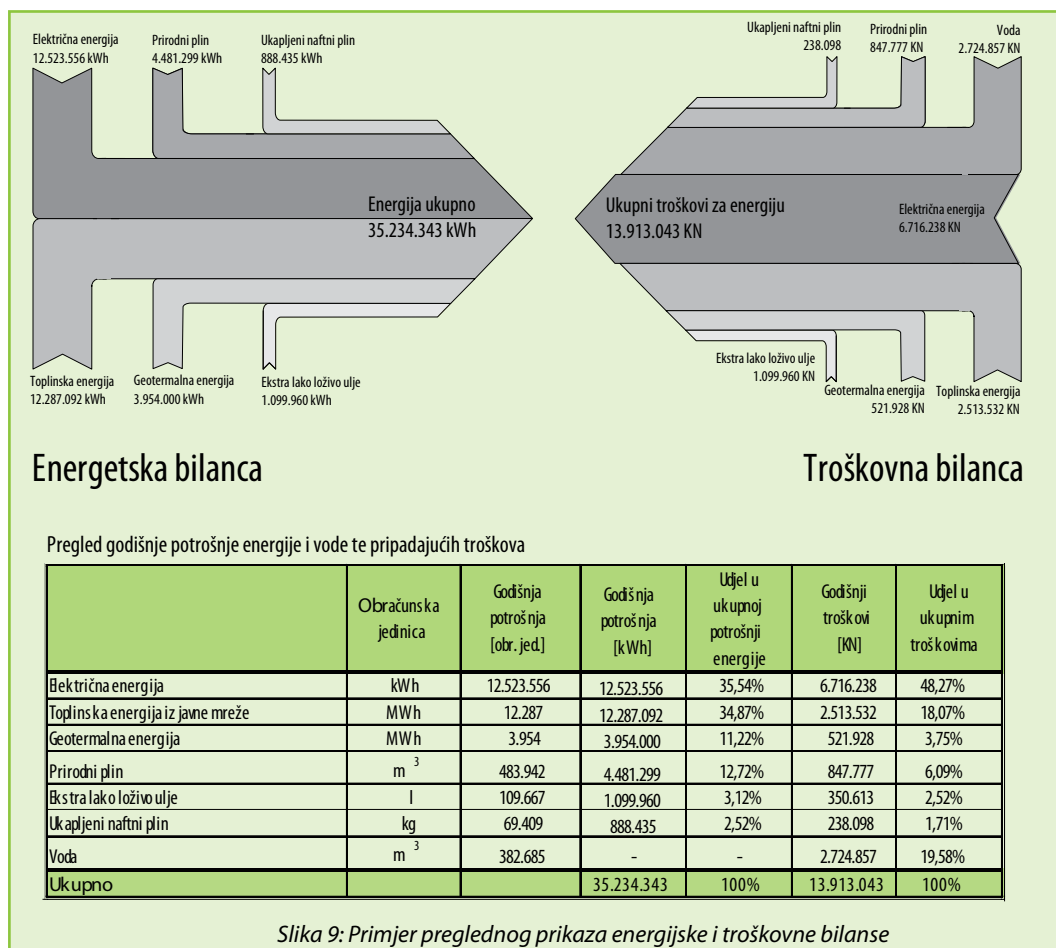 Električna energija
12.523.556 kWh
Prirodni plin
4.481.299 kWh
Ukapljeni naftni plin
888.435 kWh
Energija ukupno
35.234.343 kWh
Toplinska energija
12.287.092 kWh
Geotermalna energija
3.954.000 kWh
Ekstra lako loživo ulje
1.099.960 kWh
Ukapljeni naftni plin
238.098
Prirodni plin
847.777 KN
Voda
2.724.857 KN
Ukupni troškovi za energiju
13.913.043 KN
Električna energija
6.716.238 KN
Ekstra lako loživo ulje
1.099.960 KN
Geotermalna energija
521.928 KN
Toplinska energija
2.513.532 KN
Energetska bilanca
Troškovna bilanca
Pregled godišnje potrošnje energije i vode te pripadajućih troškova
Obračunska jedinica | Godišnja potrošnja [obr. jed.] | Godišnja potrošnja [kWh] | Udjel u ukupnoj potrošnji energije | Godišnji troškovi [KN] | Udjel u ukupnim troškovima
Električna energija | kWh | 12.523.556 | 12.523.556 | 35,54% | 6.716.238 | 48,27%
Toplinska energija iz javne mreže | MWh | 12.287 | 12.287.092 | 34,87% | 2.513.532 | 18,07%
Geotermalna energija | MWh | 3.954 | 3.954.000 | 11,22% | 521.928 | 3,75%
Prirodni plin | m³ | 483.942 | 4.481.299 | 12,72% | 847.777 | 6,09%
Ekstra lako loživo ulje | l | 109.667 | 1.099.960 | 3,12% | 350.613 | 2,52%
Ukapljeni naftni plin | kg | 69.409 | 888.435 | 2,52% | 238.098 | 1,71%
Voda | m³ | 382.685 | - | - | 2.724.857 | 19,58%
Ukupno | 35.234.343 | 100% | 13.913.043 | 100%
Slika 9: Primjer preglednog prikaza energijske i troškovne bilanse